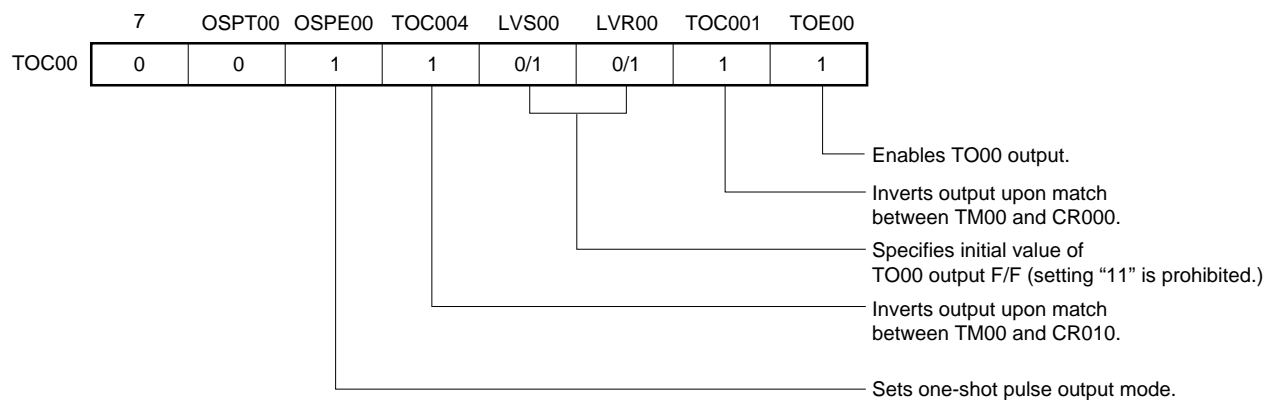 7 OSPT00 OSPE00 TOC004 LVS00 LVR00 TOC001 TOE00
TOC00 0 0 1 1 0/1 0/1 1 1
Enables TO00 output.
Inverts output upon match
between TM00 and CR000.
Specifies initial value of
TO00 output F/F (setting “11” is prohibited.)
Inverts output upon match
between TM00 and CR010.
Sets one-shot pulse output mode.